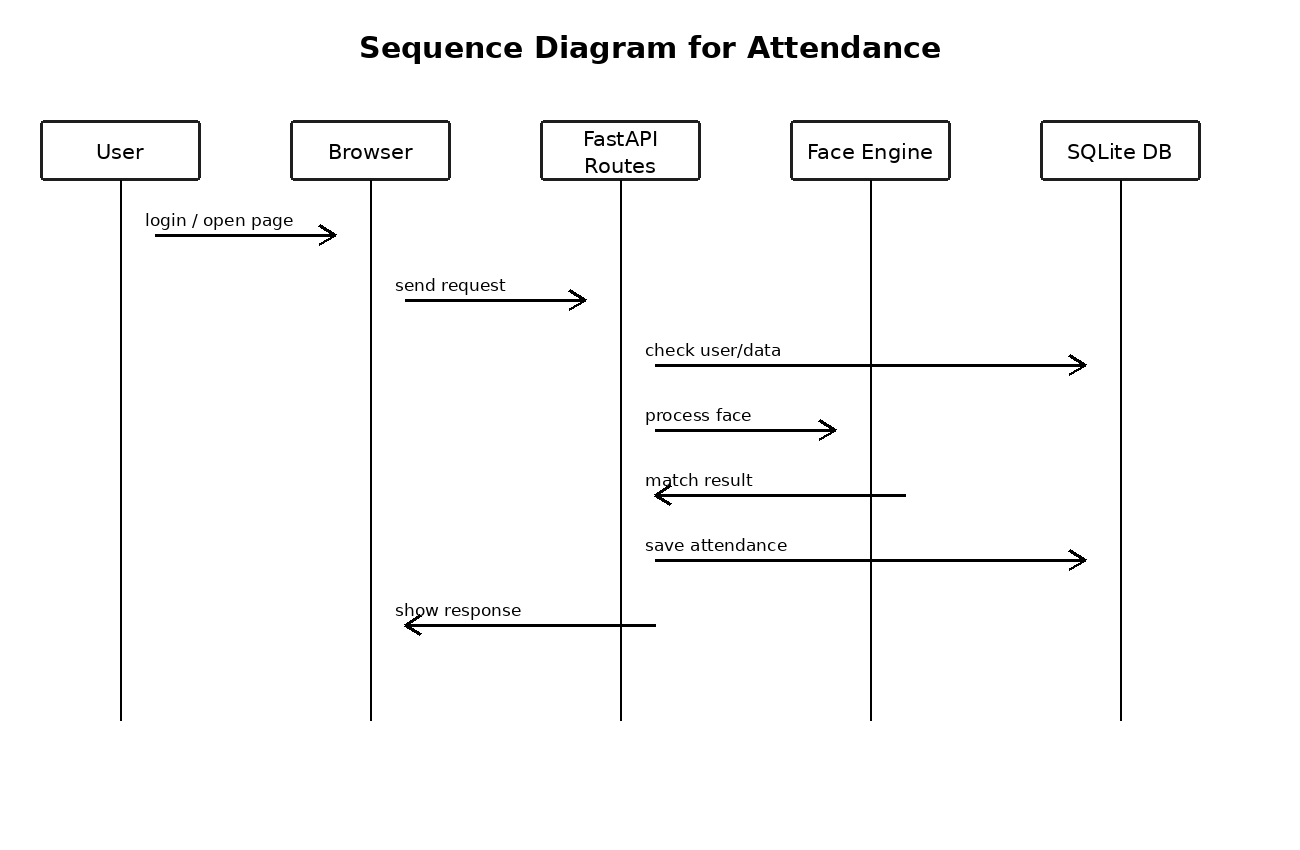 Sequence Diagram for Attendance
User
Browser
FastAPI
Routes
Face Engine
SQLite DB
login / open page
send request
check user/data
process face
match result
save attendance
show response